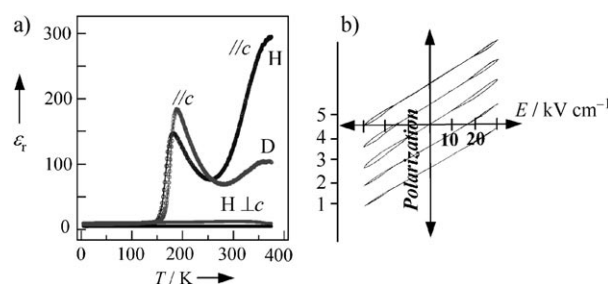 a)
300
200
100
0
εr
//c
//c
H
D
H ⊥c
0 100 200 300 400
T / K
b)
5
4
3
2
1
Polarization
E / kV cm⁻¹
10 20